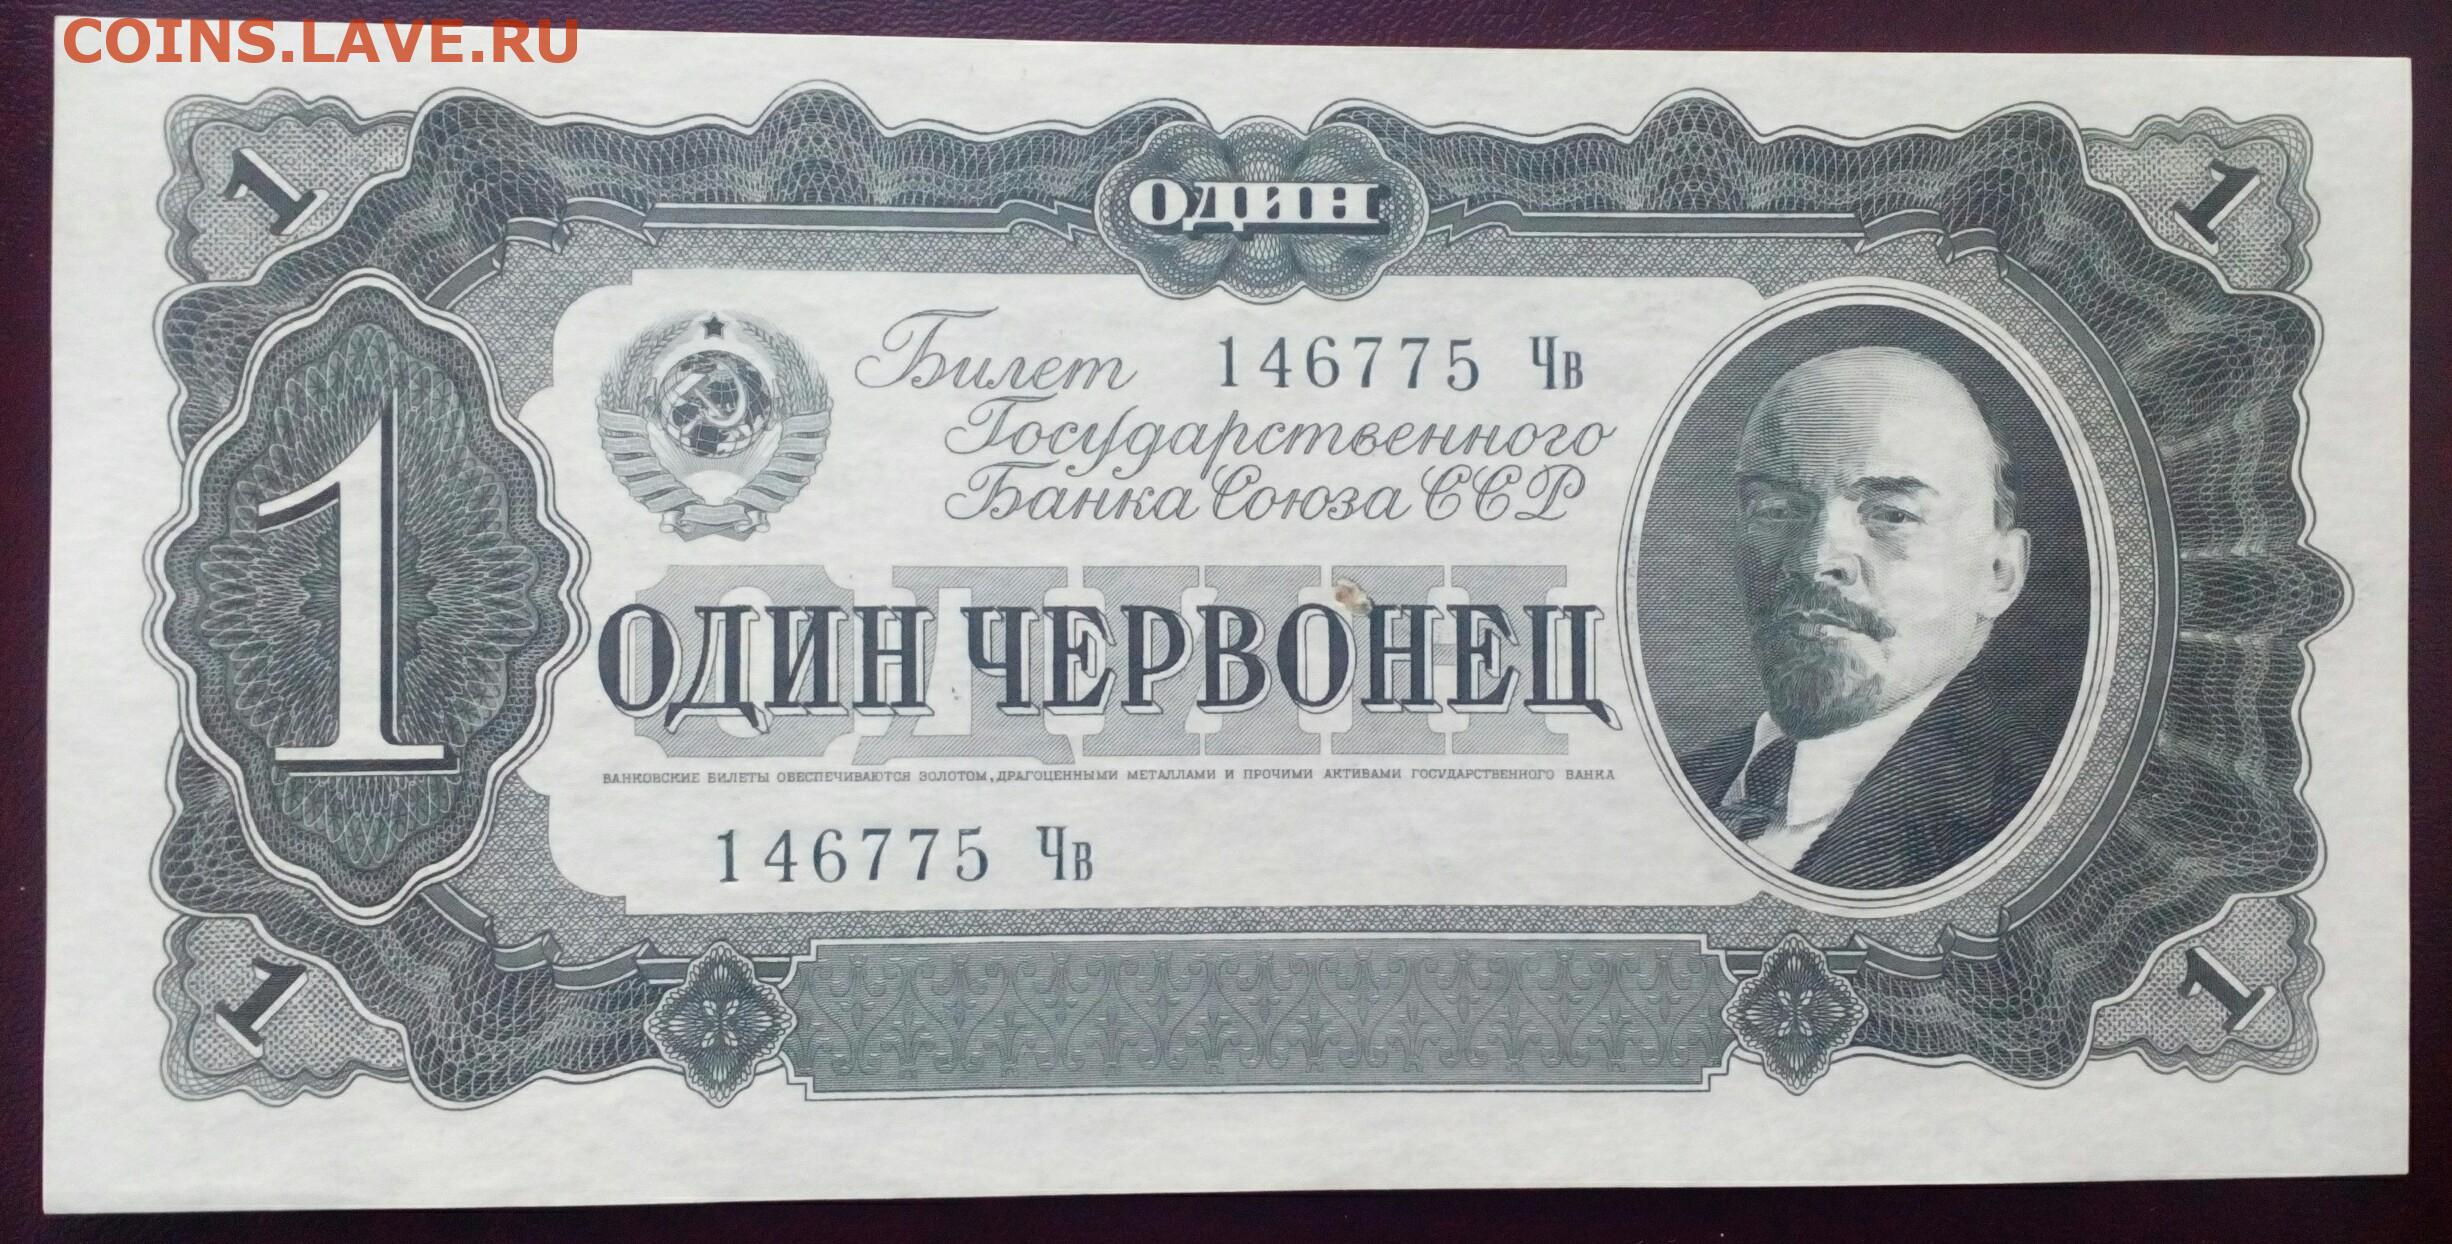 COINS.LAVE.RU
1
ОДИН
1
Билет 146775 Чв
Государственного
Банка Союза ССР
1
ОДИН
ОДИН ЧЕРВОНЕЦ
БАНКОВСКИЕ БИЛЕТЫ ОБЕСПЕЧИВАЮТСЯ ЗОЛОТОМ, ДРАГОЦЕННЫМИ МЕТАЛЛАМИ И ПРОЧИМИ АКТИВАМИ ГОСУДАРСТВЕННОГО БАНКА
146775 Чв
1
1